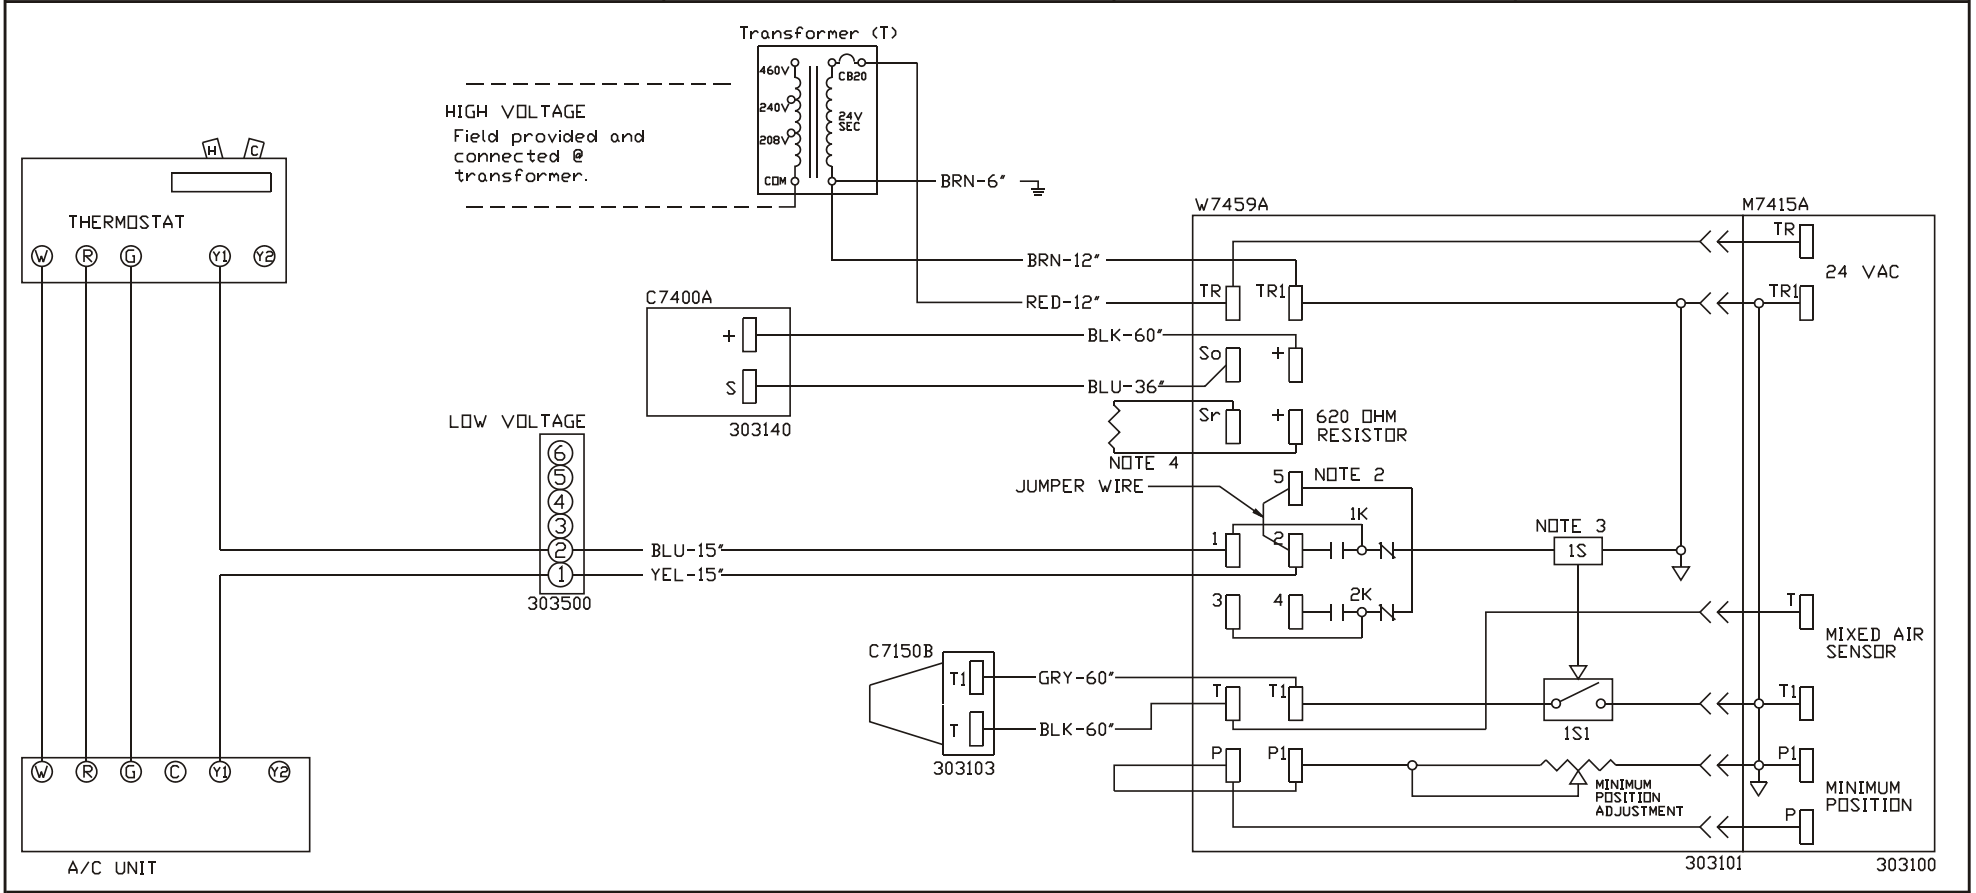 Transformer (T)
460V
240V
208V
COM
CB20
24V
SEC
HIGH VOLTAGE
Field provided and
connected @
transformer.
BRN-6"
H C
THERMOSTAT
W R G Y1 Y2
W7459A
M7415A
TR
24 VAC
BRN-12"
RED-12"
TR TR1
TR1
C7400A
+
S
303140
BLK-60"
BLU-36"
So +
Sr +
620 OHM
RESISTOR
NOTE 4
LOW VOLTAGE
6
5
4
3
2
1
303500
JUMPER WIRE
5 NOTE 2
1K
1 2
BLU-15"
YEL-15"
NOTE 3
1S
2K
3 4
T
MIXED AIR
SENSOR
C7150B
T1
T
303103
GRY-60"
BLK-60"
T T1
T1
1S1
P P1
P1
MINIMUM
POSITION
ADJUSTMENT
MINIMUM
POSITION
P
W R G C Y1 Y2
A/C UNIT
303101
303100